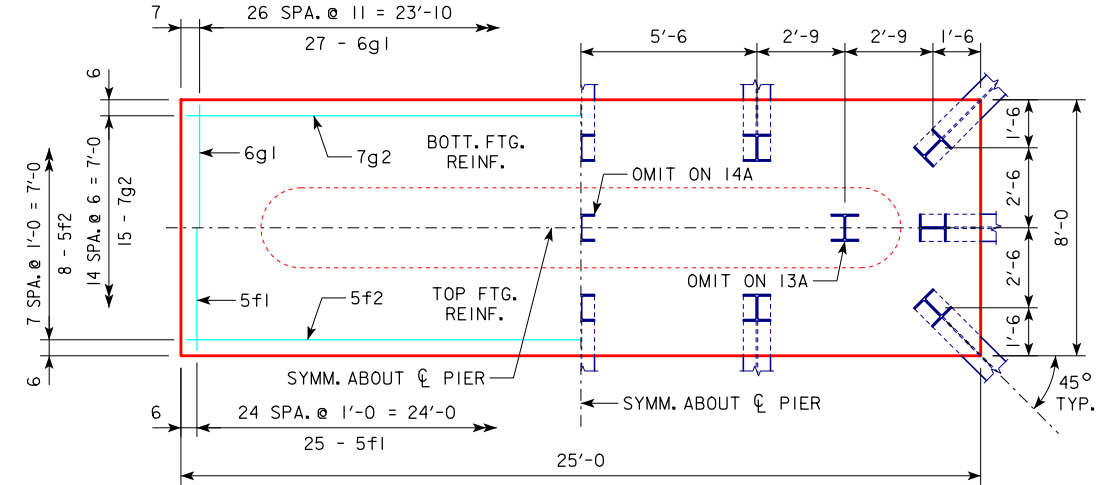 7
26 SPA. @ 11 = 23'-10
27 - 6g1
5'-6
2'-9
2'-9
1'-6
6
6g1
7g2
BOTT. FTG.
REINF.
OMIT ON 14A
1'-6
2'-6
2'-6
1'-6
8'-0
7 SPA. @ 1'-0 = 7'-0
8 - 5f2
14 SPA. @ 6 = 7'-0
15 - 7g2
5f1
5f2
TOP FTG.
REINF.
OMIT ON 13A
6
SYMM. ABOUT ℄ PIER
SYMM. ABOUT ℄ PIER
45°
TYP.
6
24 SPA. @ 1'-0 = 24'-0
25 - 5f1
25'-0